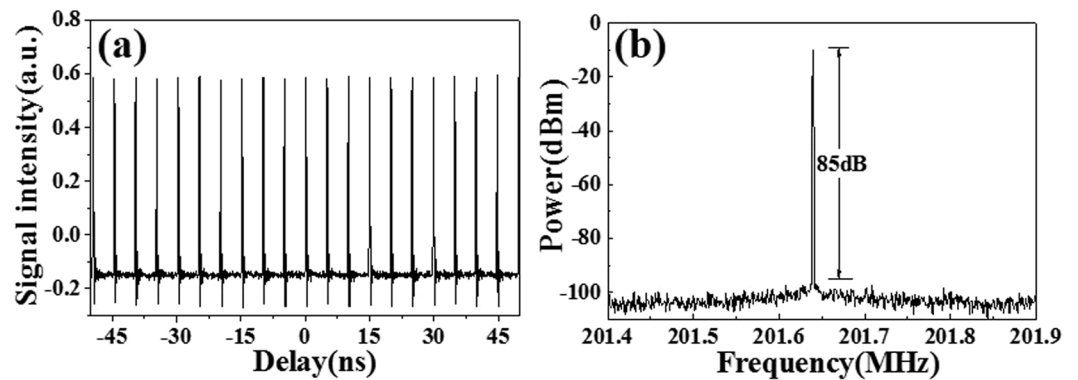 (a)
Signal intensity(a.u.)
0.8
0.6
0.4
0.2
0.0
-0.2
-45 -30 -15 0 15 30 45
Delay(ns)
(b)
Power(dBm)
0
-20
-40
-60
-80
-100
85dB
201.4 201.5 201.6 201.7 201.8 201.9
Frequency(MHz)